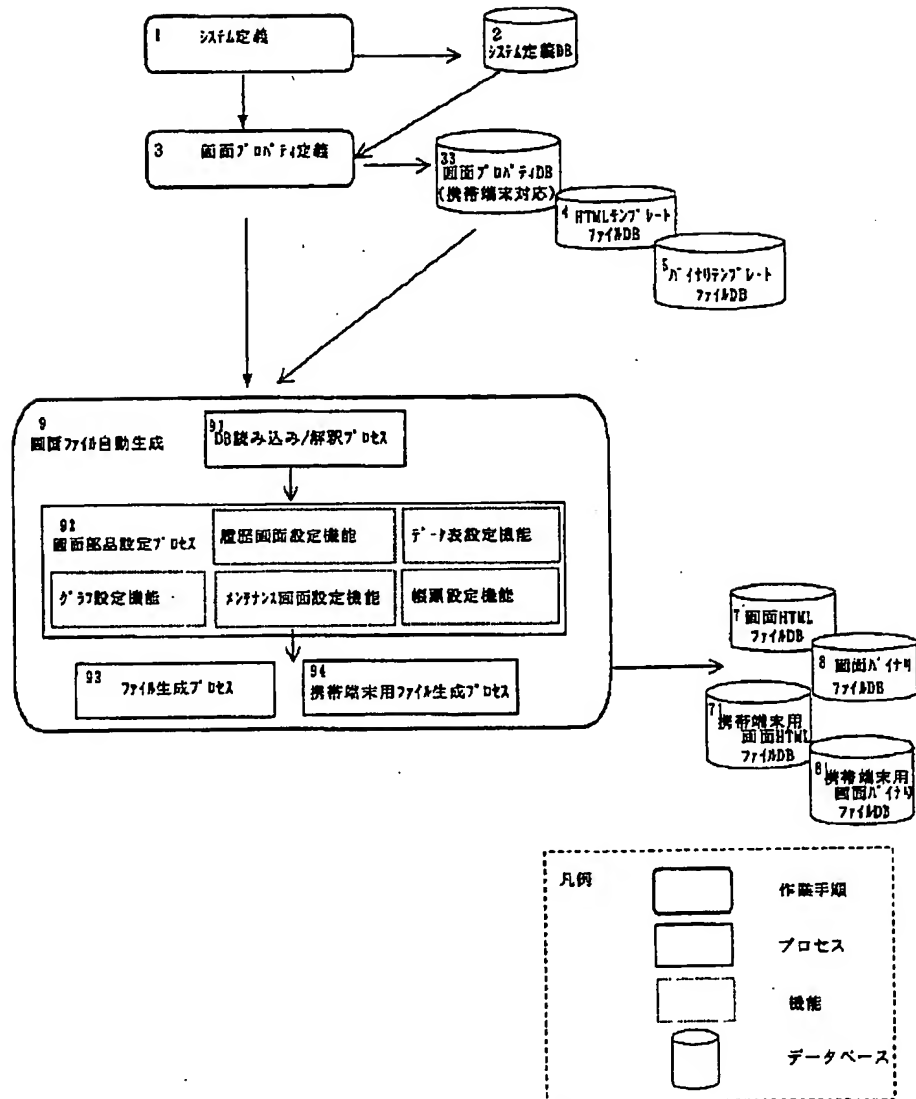 1 ｼｽﾃﾑ定義
2
ｼｽﾃﾑ定義DB
3 画面ﾌﾟﾛﾊﾟﾃｨ定義
33
画面ﾌﾟﾛﾊﾟﾃｨDB
(携帯端末対応)
4 HTMLﾃﾝﾌﾟﾚｰﾄ
ﾌｧｲﾙDB
5 ﾊﾞｲﾅﾘﾃﾝﾌﾟﾚｰﾄ
ﾌｧｲﾙDB
9
画面ﾌｧｲﾙ自動生成
91
DB読み込み/解釈ﾌﾟﾛｾｽ
92
画面部品設定ﾌﾟﾛｾｽ
履歴画面設定機能
ﾃﾞｰﾀ表設定機能
ｸﾞﾗﾌ設定機能
ﾒﾝﾃﾅﾝｽ画面設定機能
帳票設定機能
93
ﾌｧｲﾙ生成ﾌﾟﾛｾｽ
94
携帯端末用ﾌｧｲﾙ生成ﾌﾟﾛｾｽ
7 画面HTML
ﾌｧｲﾙDB
8 画面ﾊﾞｲﾅﾘ
ﾌｧｲﾙDB
71
携帯端末用
画面HTML
ﾌｧｲﾙDB
81
携帯端末用
画面ﾊﾞｲﾅﾘ
ﾌｧｲﾙDB
凡例
作業手順
プロセス
機能
データベース